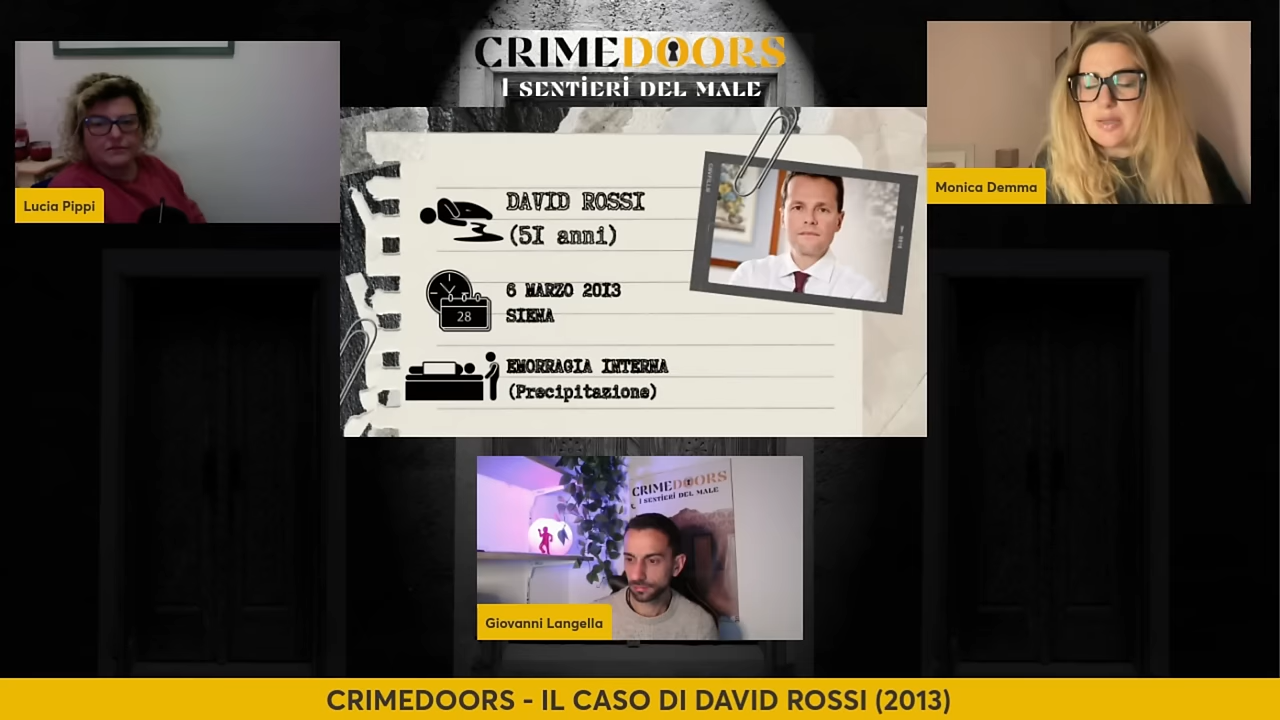 CRIMEDOORS
I SENTIERI DEL MALE
Lucia Pippi
Monica Demma
DAVID ROSSI
(51 anni)
28
6 MARZO 2013
SIENA
EMORRAGIA INTERNA
(Precipitazione)
CRIMEDOORS
I SENTIERI DEL MALE
Giovanni Langella
CRIMEDOORS - IL CASO DI DAVID ROSSI (2013)